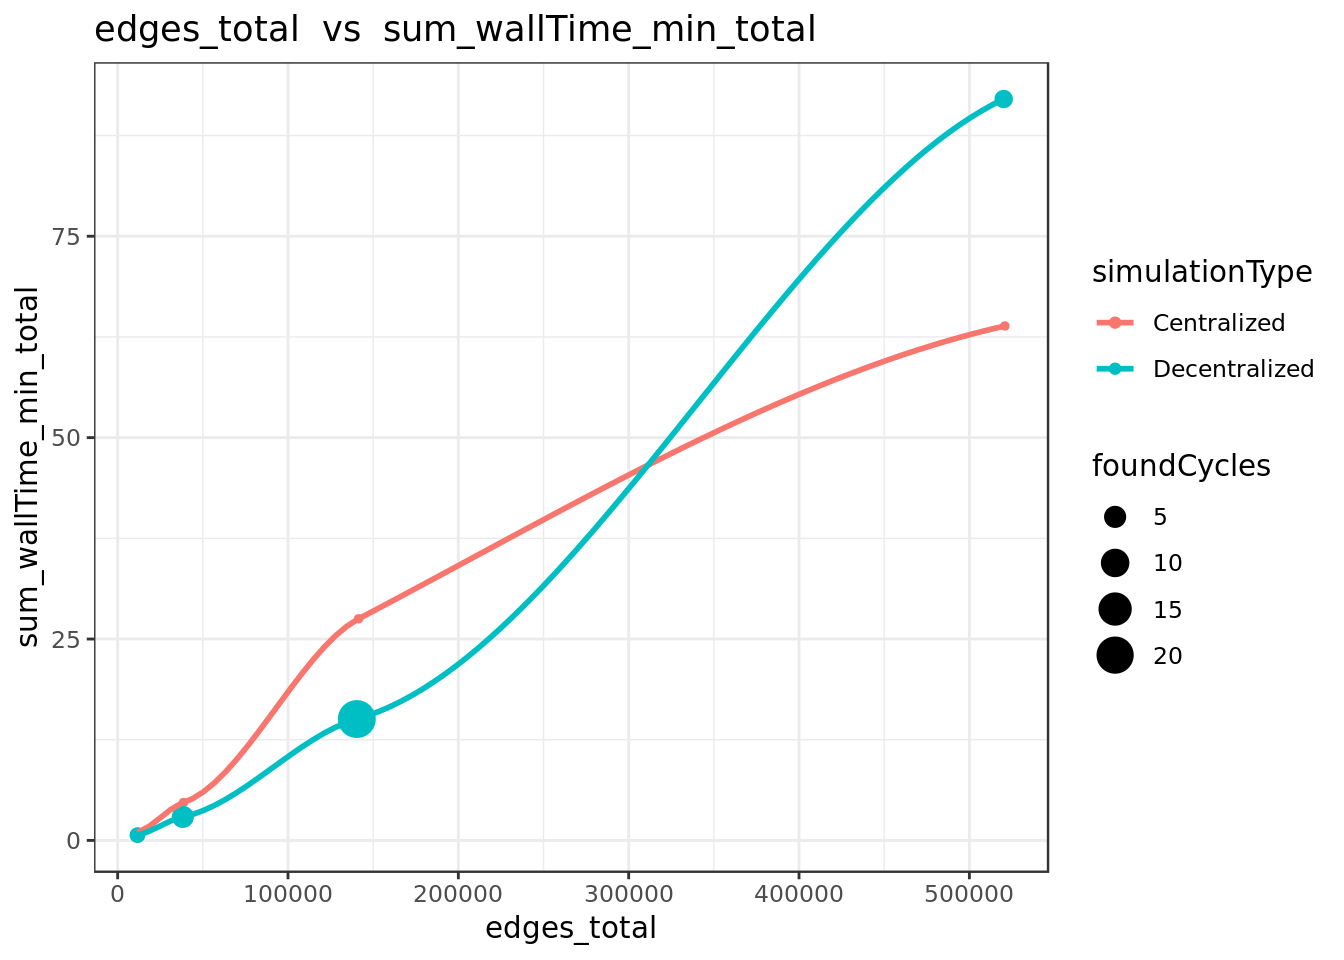 edges_total vs sum_wallTime_min_total
sum_wallTime_min_total
75
50
25
0
0 100000 200000 300000 400000 500000
edges_total
simulationType
Centralized
Decentralized
foundCycles
5
10
15
20